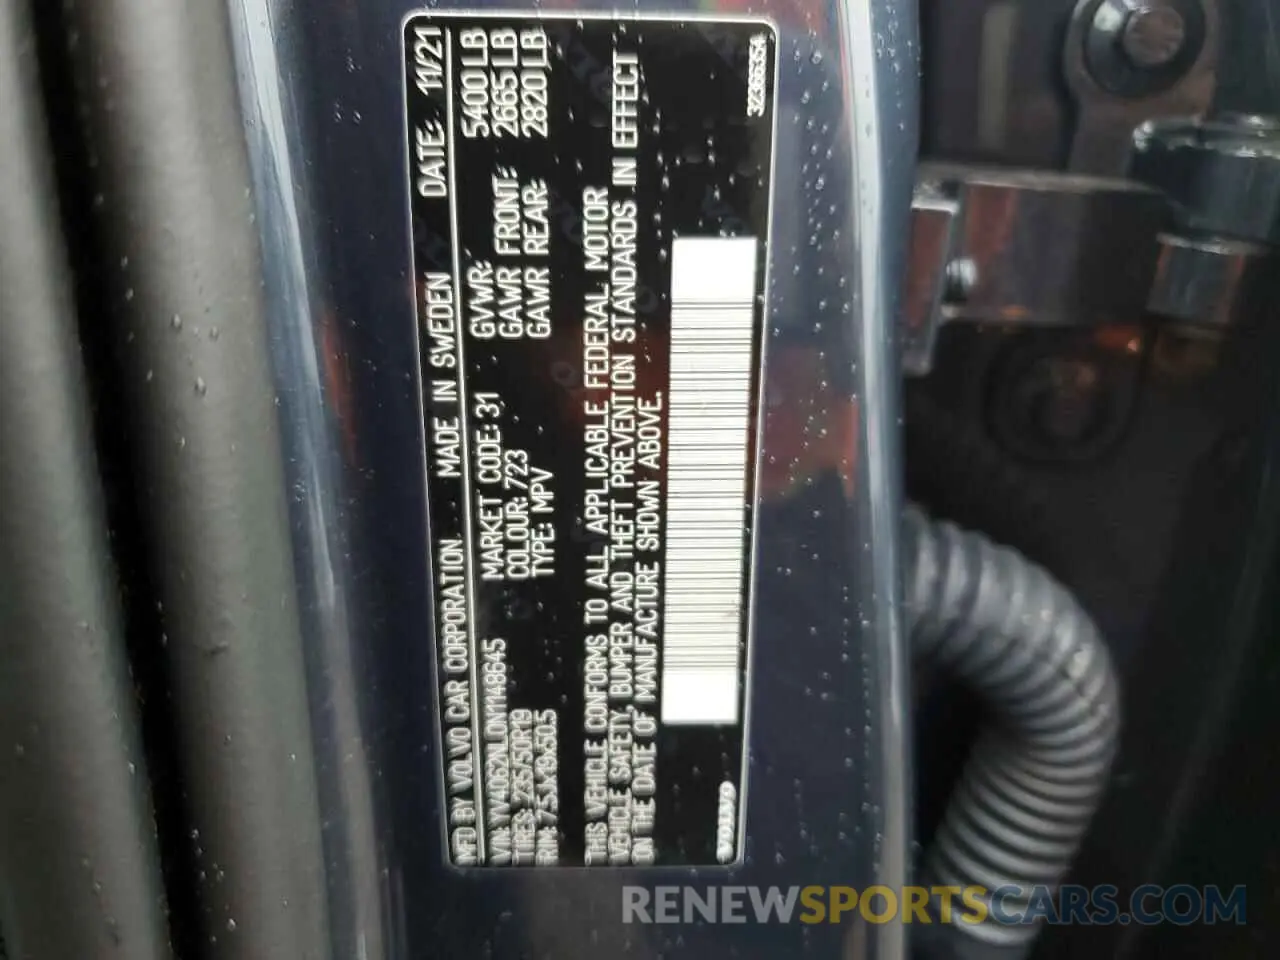 MFD BY VOLVO CAR CORPORATION. MADE IN SWEDEN DATE: 11/21
VIN: YV4062NL0N1148645 MARKET CODE: 31 GVWR: 5400 LB
TIRES: 235/50R19 COLOUR: 723 GAWR FRONT: 2665 LB
RIM: 7.5Jx19x50.5 TYPE: MPV GAWR REAR: 2820 LB
THIS VEHICLE CONFORMS TO ALL APPLICABLE FEDERAL MOTOR
VEHICLE SAFETY, BUMPER AND THEFT PREVENTION STANDARDS IN EFFECT
ON THE DATE OF MANUFACTURE SHOWN ABOVE.
VOLVO 32366354
RENEWSPORTSCARS.COM